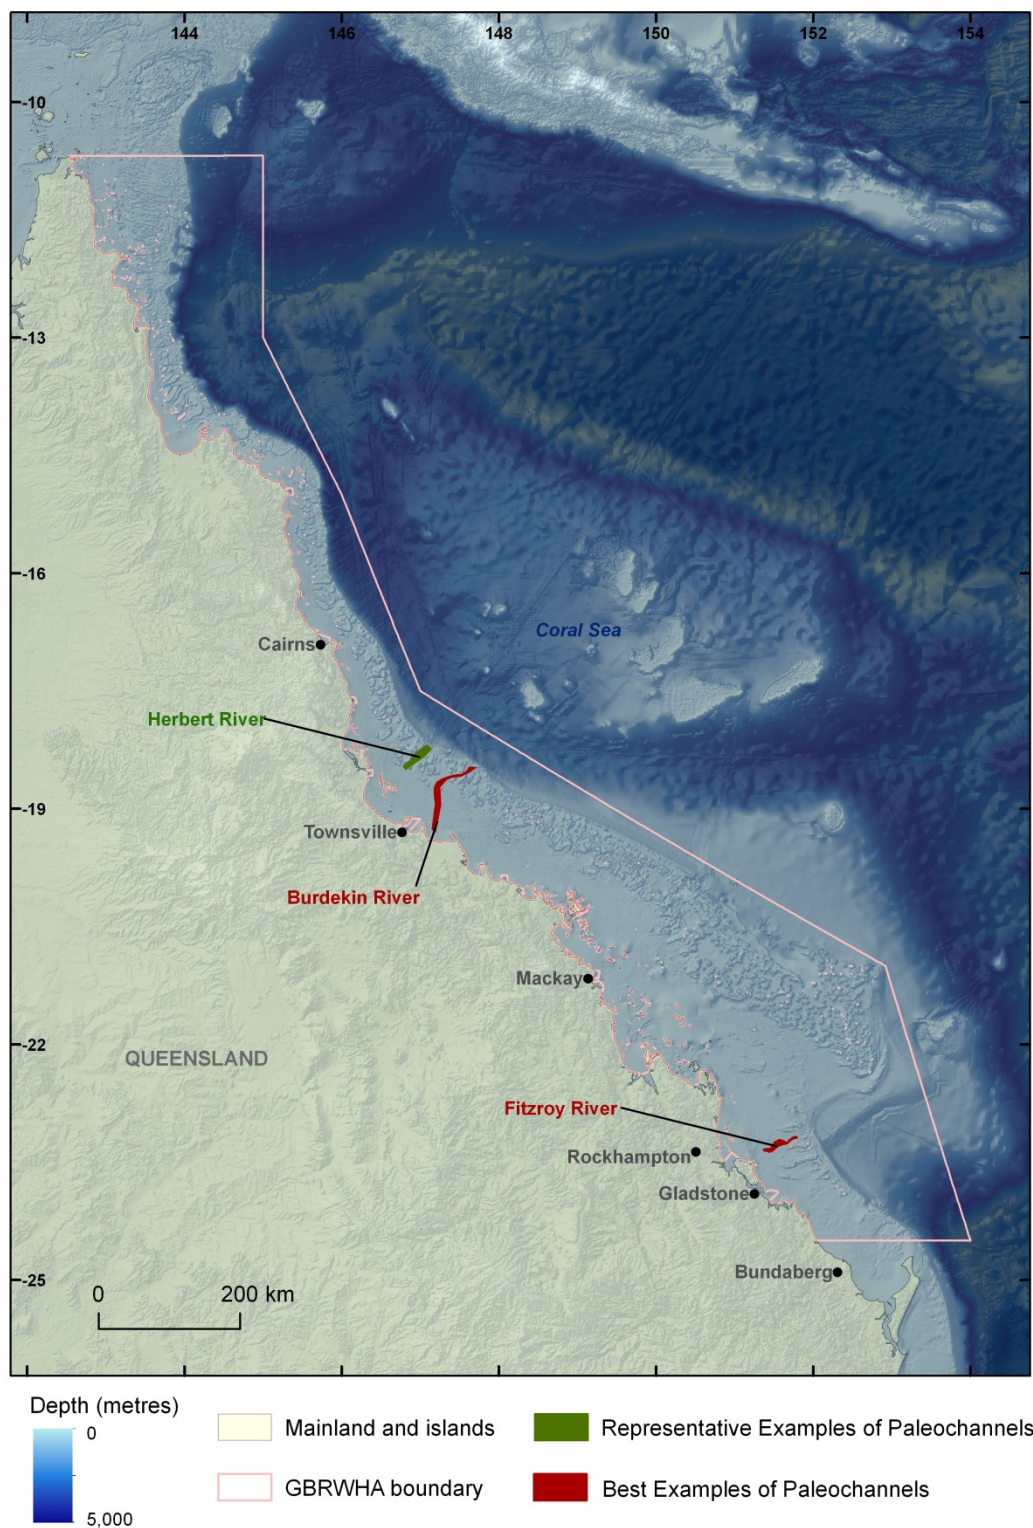 144 146 148 150 152 154
-10
-13
-16
Coral Sea
Cairns
Herbert River
-19
Townsville
Burdekin River
Mackay
-22
QUEENSLAND
Fitzroy River
Rockhampton
Gladstone
Bundaberg
-25
0 200 km
Depth (metres)
0
5,000
Mainland and islands
GBRWHA boundary
Representative Examples of Paleochannels
Best Examples of Paleochannels